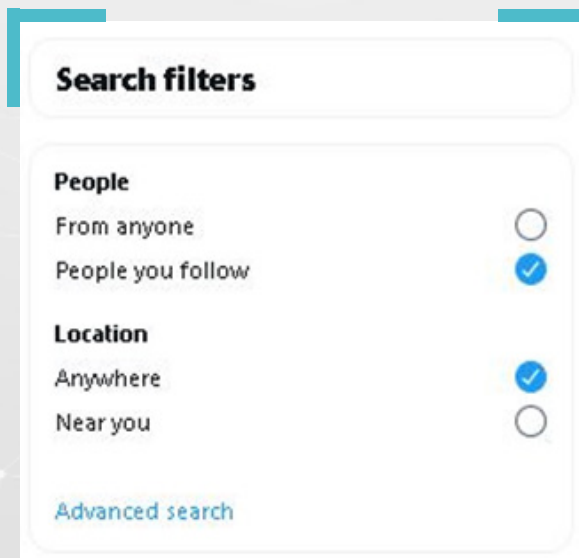 Search filters
People
From anyone
People you follow
Location
Anywhere
Near you
Advanced search